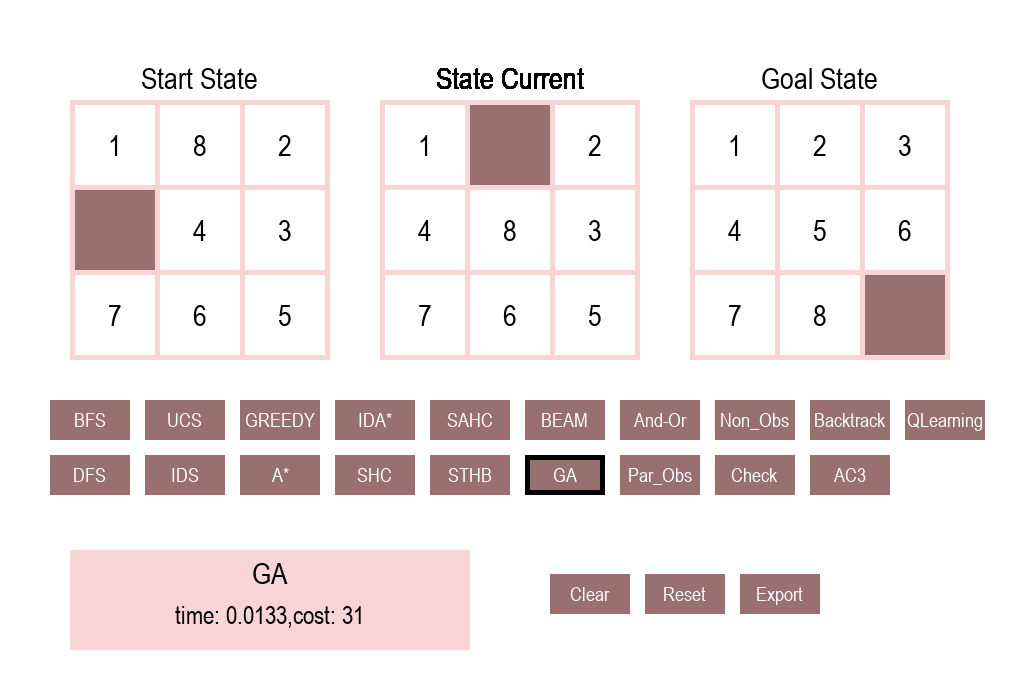 Start State State Current Goal State
1 8 2 1 2 1 2 3
4 3 4 8 3 4 5 6
7 6 5 7 6 5 7 8
BFS UCS GREEDY IDA* SAHC BEAM And-Or Non_Obs Backtrack QLearning
DFS IDS A* SHC STHB GA Par_Obs Check AC3
GA
time: 0.0133,cost: 31
Clear Reset Export